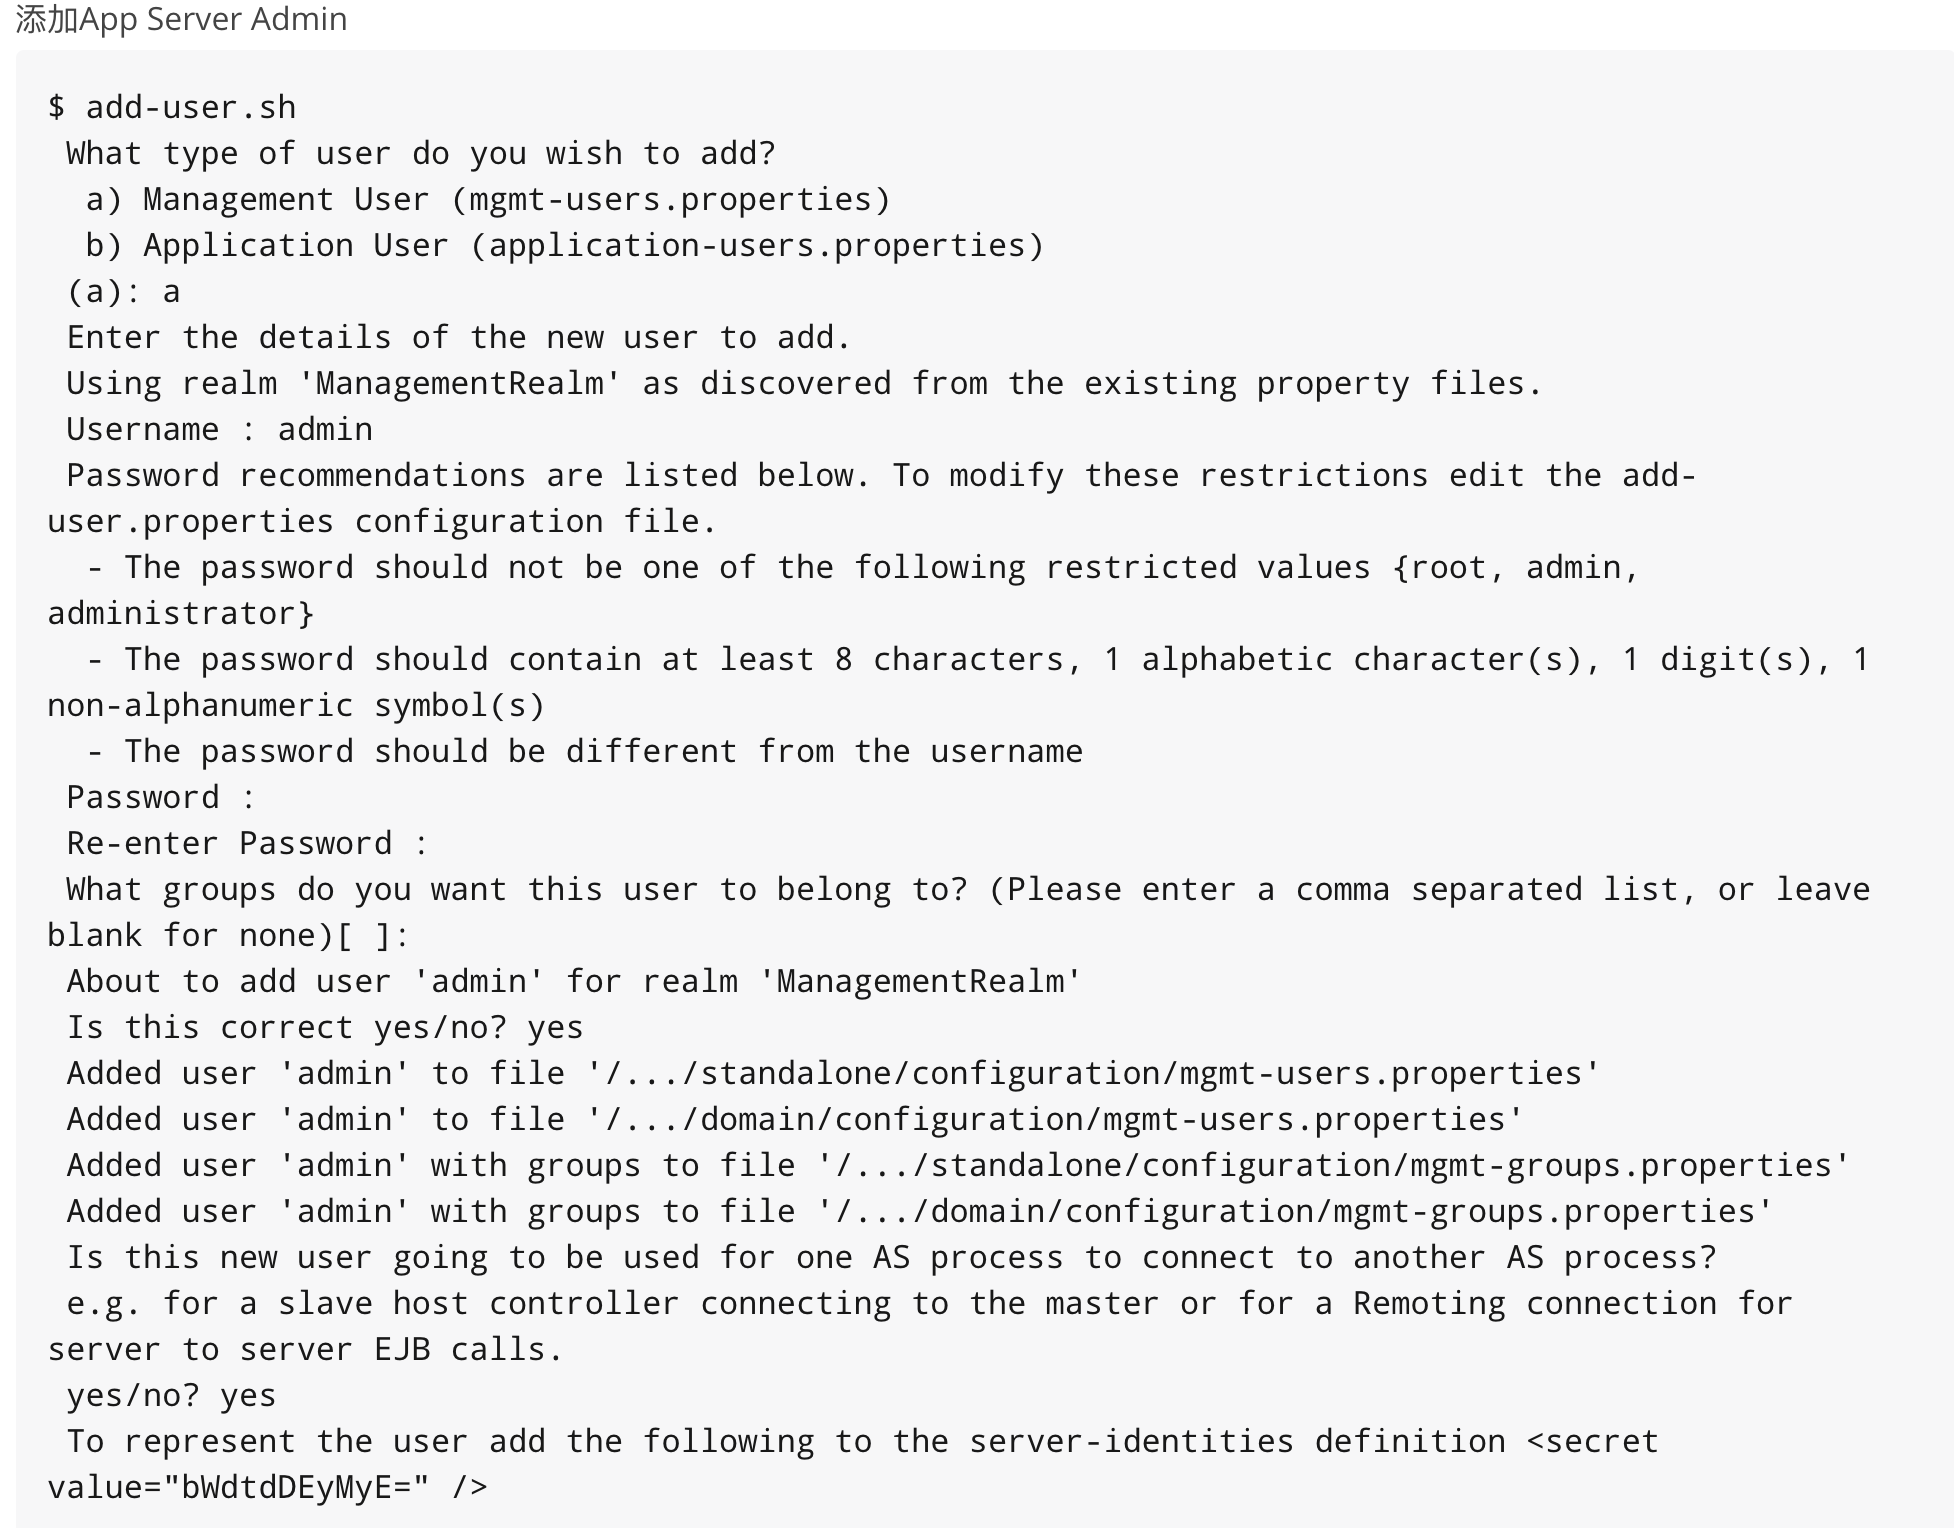 添加App Server Admin
$ add-user.sh
What type of user do you wish to add?
a) Management User (mgmt-users.properties)
b) Application User (application-users.properties)
(a): a
Enter the details of the new user to add.
Using realm 'ManagementRealm' as discovered from the existing property files.
Username : admin
Password recommendations are listed below. To modify these restrictions edit the add-
user.properties configuration file.
- The password should not be one of the following restricted values {root, admin,
administrator}
- The password should contain at least 8 characters, 1 alphabetic character(s), 1 digit(s), 1
non-alphanumeric symbol(s)
- The password should be different from the username
Password :
Re-enter Password :
What groups do you want this user to belong to? (Please enter a comma separated list, or leave
blank for none)[ ]:
About to add user 'admin' for realm 'ManagementRealm'
Is this correct yes/no? yes
Added user 'admin' to file '/.../standalone/configuration/mgmt-users.properties'
Added user 'admin' to file '/.../domain/configuration/mgmt-users.properties'
Added user 'admin' with groups to file '/.../standalone/configuration/mgmt-groups.properties'
Added user 'admin' with groups to file '/.../domain/configuration/mgmt-groups.properties'
Is this new user going to be used for one AS process to connect to another AS process?
e.g. for a slave host controller connecting to the master or for a Remoting connection for
server to server EJB calls.
yes/no? yes
To represent the user add the following to the server-identities definition <secret
value="bWdtdDEyMyE=" />